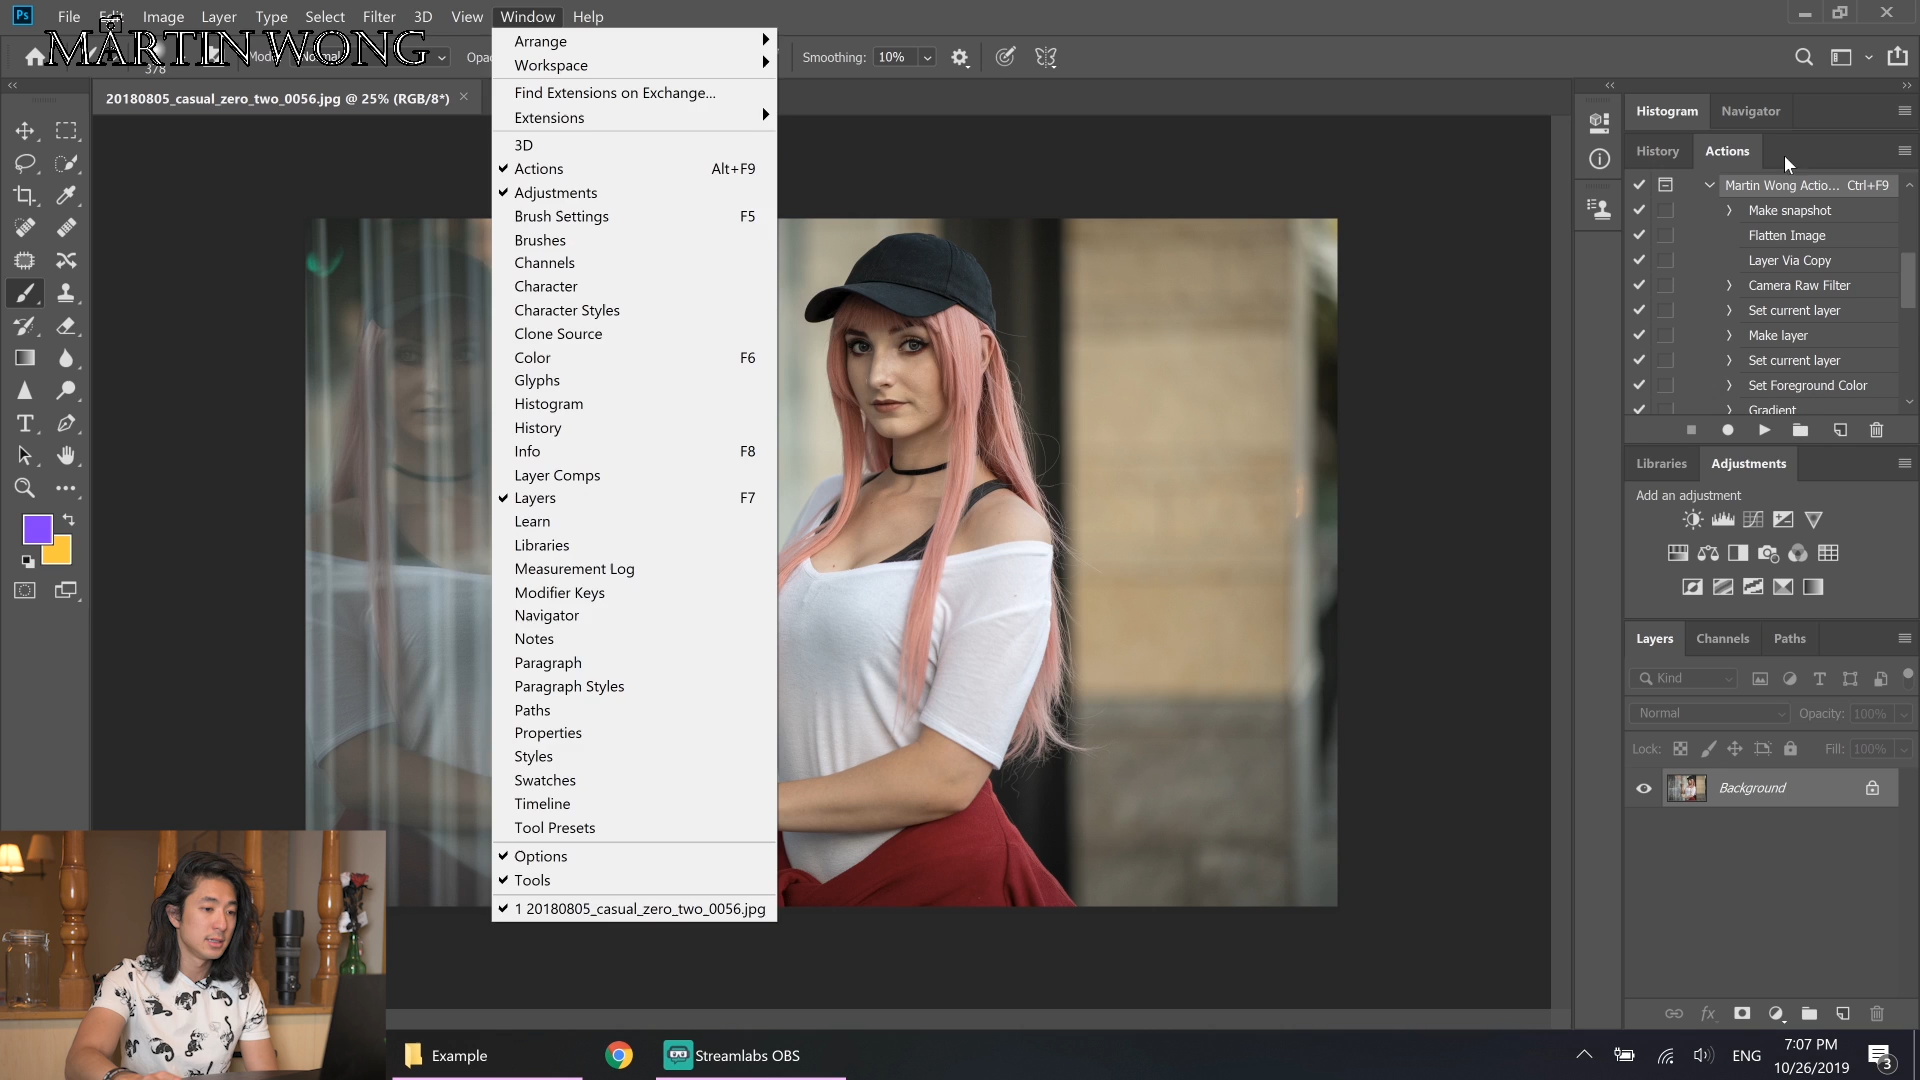 Ps File Edit Image Layer Type Select Filter 3D View Window Help
MARTIN WONG
378
Mode: Normal
Opac
Smoothing: 10%
20180805_casual_zero_two_0056.jpg @ 25% (RGB/8*)
Arrange
Workspace
Find Extensions on Exchange...
Extensions
3D
Actions Alt+F9
Adjustments
Brush Settings F5
Brushes
Channels
Character
Character Styles
Clone Source
Color F6
Glyphs
Histogram
History
Info F8
Layer Comps
Layers F7
Learn
Libraries
Measurement Log
Modifier Keys
Navigator
Notes
Paragraph
Paragraph Styles
Paths
Properties
Styles
Swatches
Timeline
Tool Presets
Options
Tools
1 20180805_casual_zero_two_0056.jpg
Histogram Navigator
History Actions
Martin Wong Actio... Ctrl+F9
Make snapshot
Flatten Image
Layer Via Copy
Camera Raw Filter
Set current layer
Make layer
Set current layer
Set Foreground Color
Gradient
Libraries Adjustments
Add an adjustment
Layers Channels Paths
Kind
Normal Opacity: 100%
Lock: Fill: 100%
Background
fx
Example
Streamlabs OBS
ENG
7:07 PM
10/26/2019
3